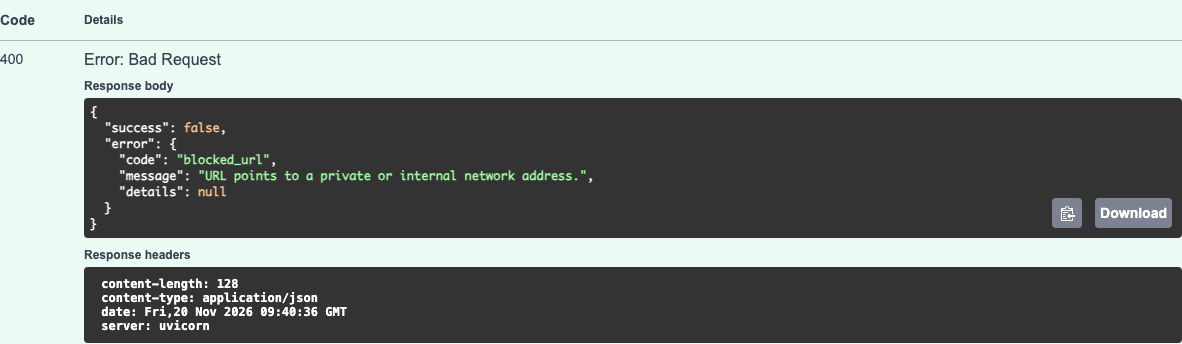 Code Details
400 Error: Bad Request
Response body
{
  "success": false,
  "error": {
    "code": "blocked_url",
    "message": "URL points to a private or internal network address.",
    "details": null
  }
}
Download
Response headers
content-length: 128
content-type: application/json
date: Fri,20 Nov 2026 09:40:36 GMT
server: uvicorn